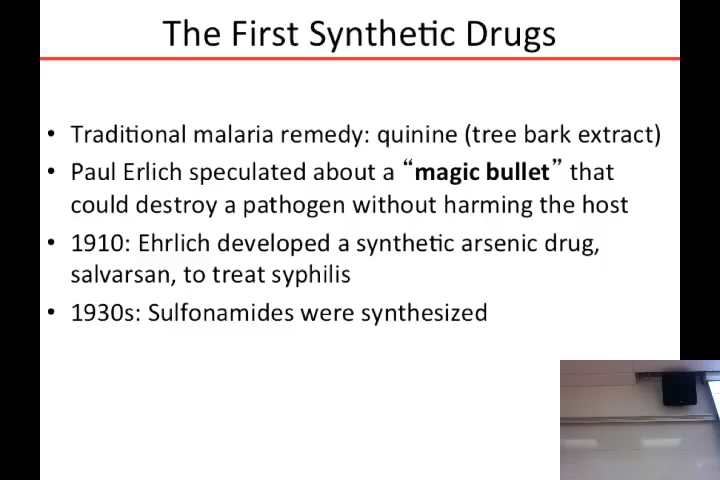 The First Synthetic Drugs
• Traditional malaria remedy: quinine (tree bark extract)
• Paul Erlich speculated about a “magic bullet” that
could destroy a pathogen without harming the host
• 1910: Ehrlich developed a synthetic arsenic drug,
salvarsan, to treat syphilis
• 1930s: Sulfonamides were synthesized